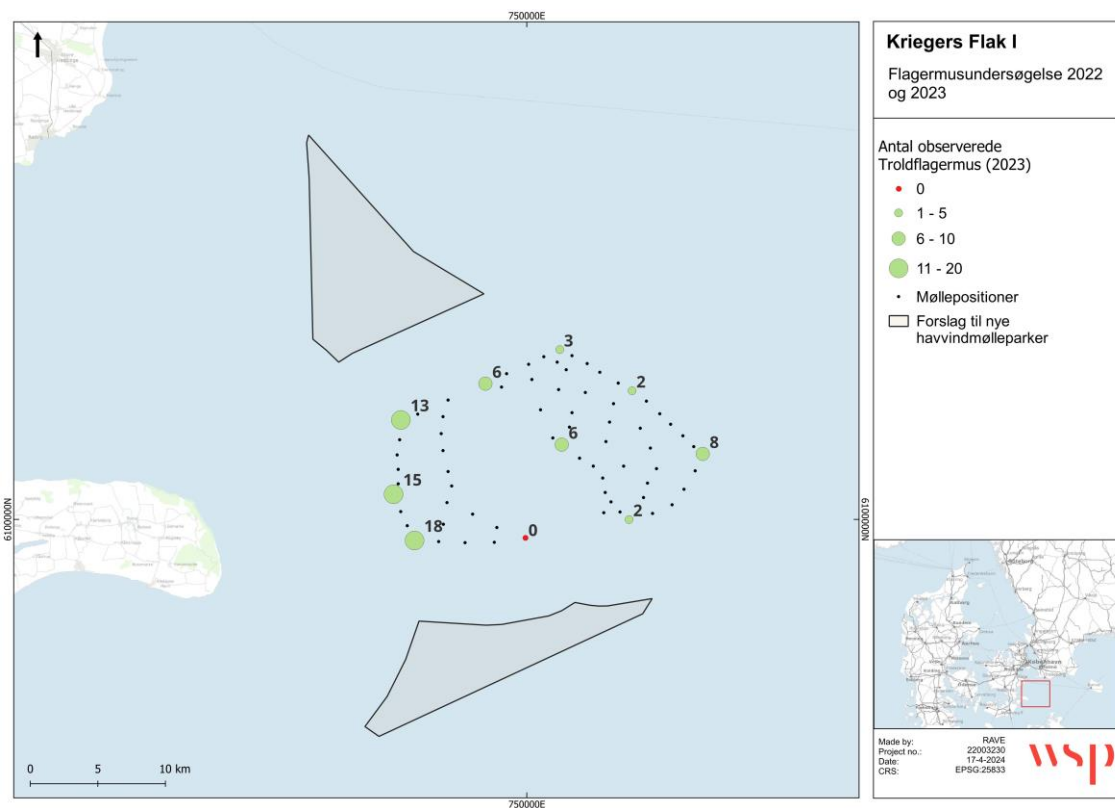 750000E
6100000N
3
6
2
13
6
8
15
2
18
0
6100000N
0 5 10 km
750000E
Kriegers Flak I
Flagermusundersøgelse 2022
og 2023
Antal observerede
Troldflagermus (2023)
0
1 - 5
6 - 10
11 - 20
Møllepositioner
Forslag til nye
havvindmølleparker
Made by: RAVE
Project no.: 22003230
Date: 17-4-2024
CRS: EPSG:25833
wsp